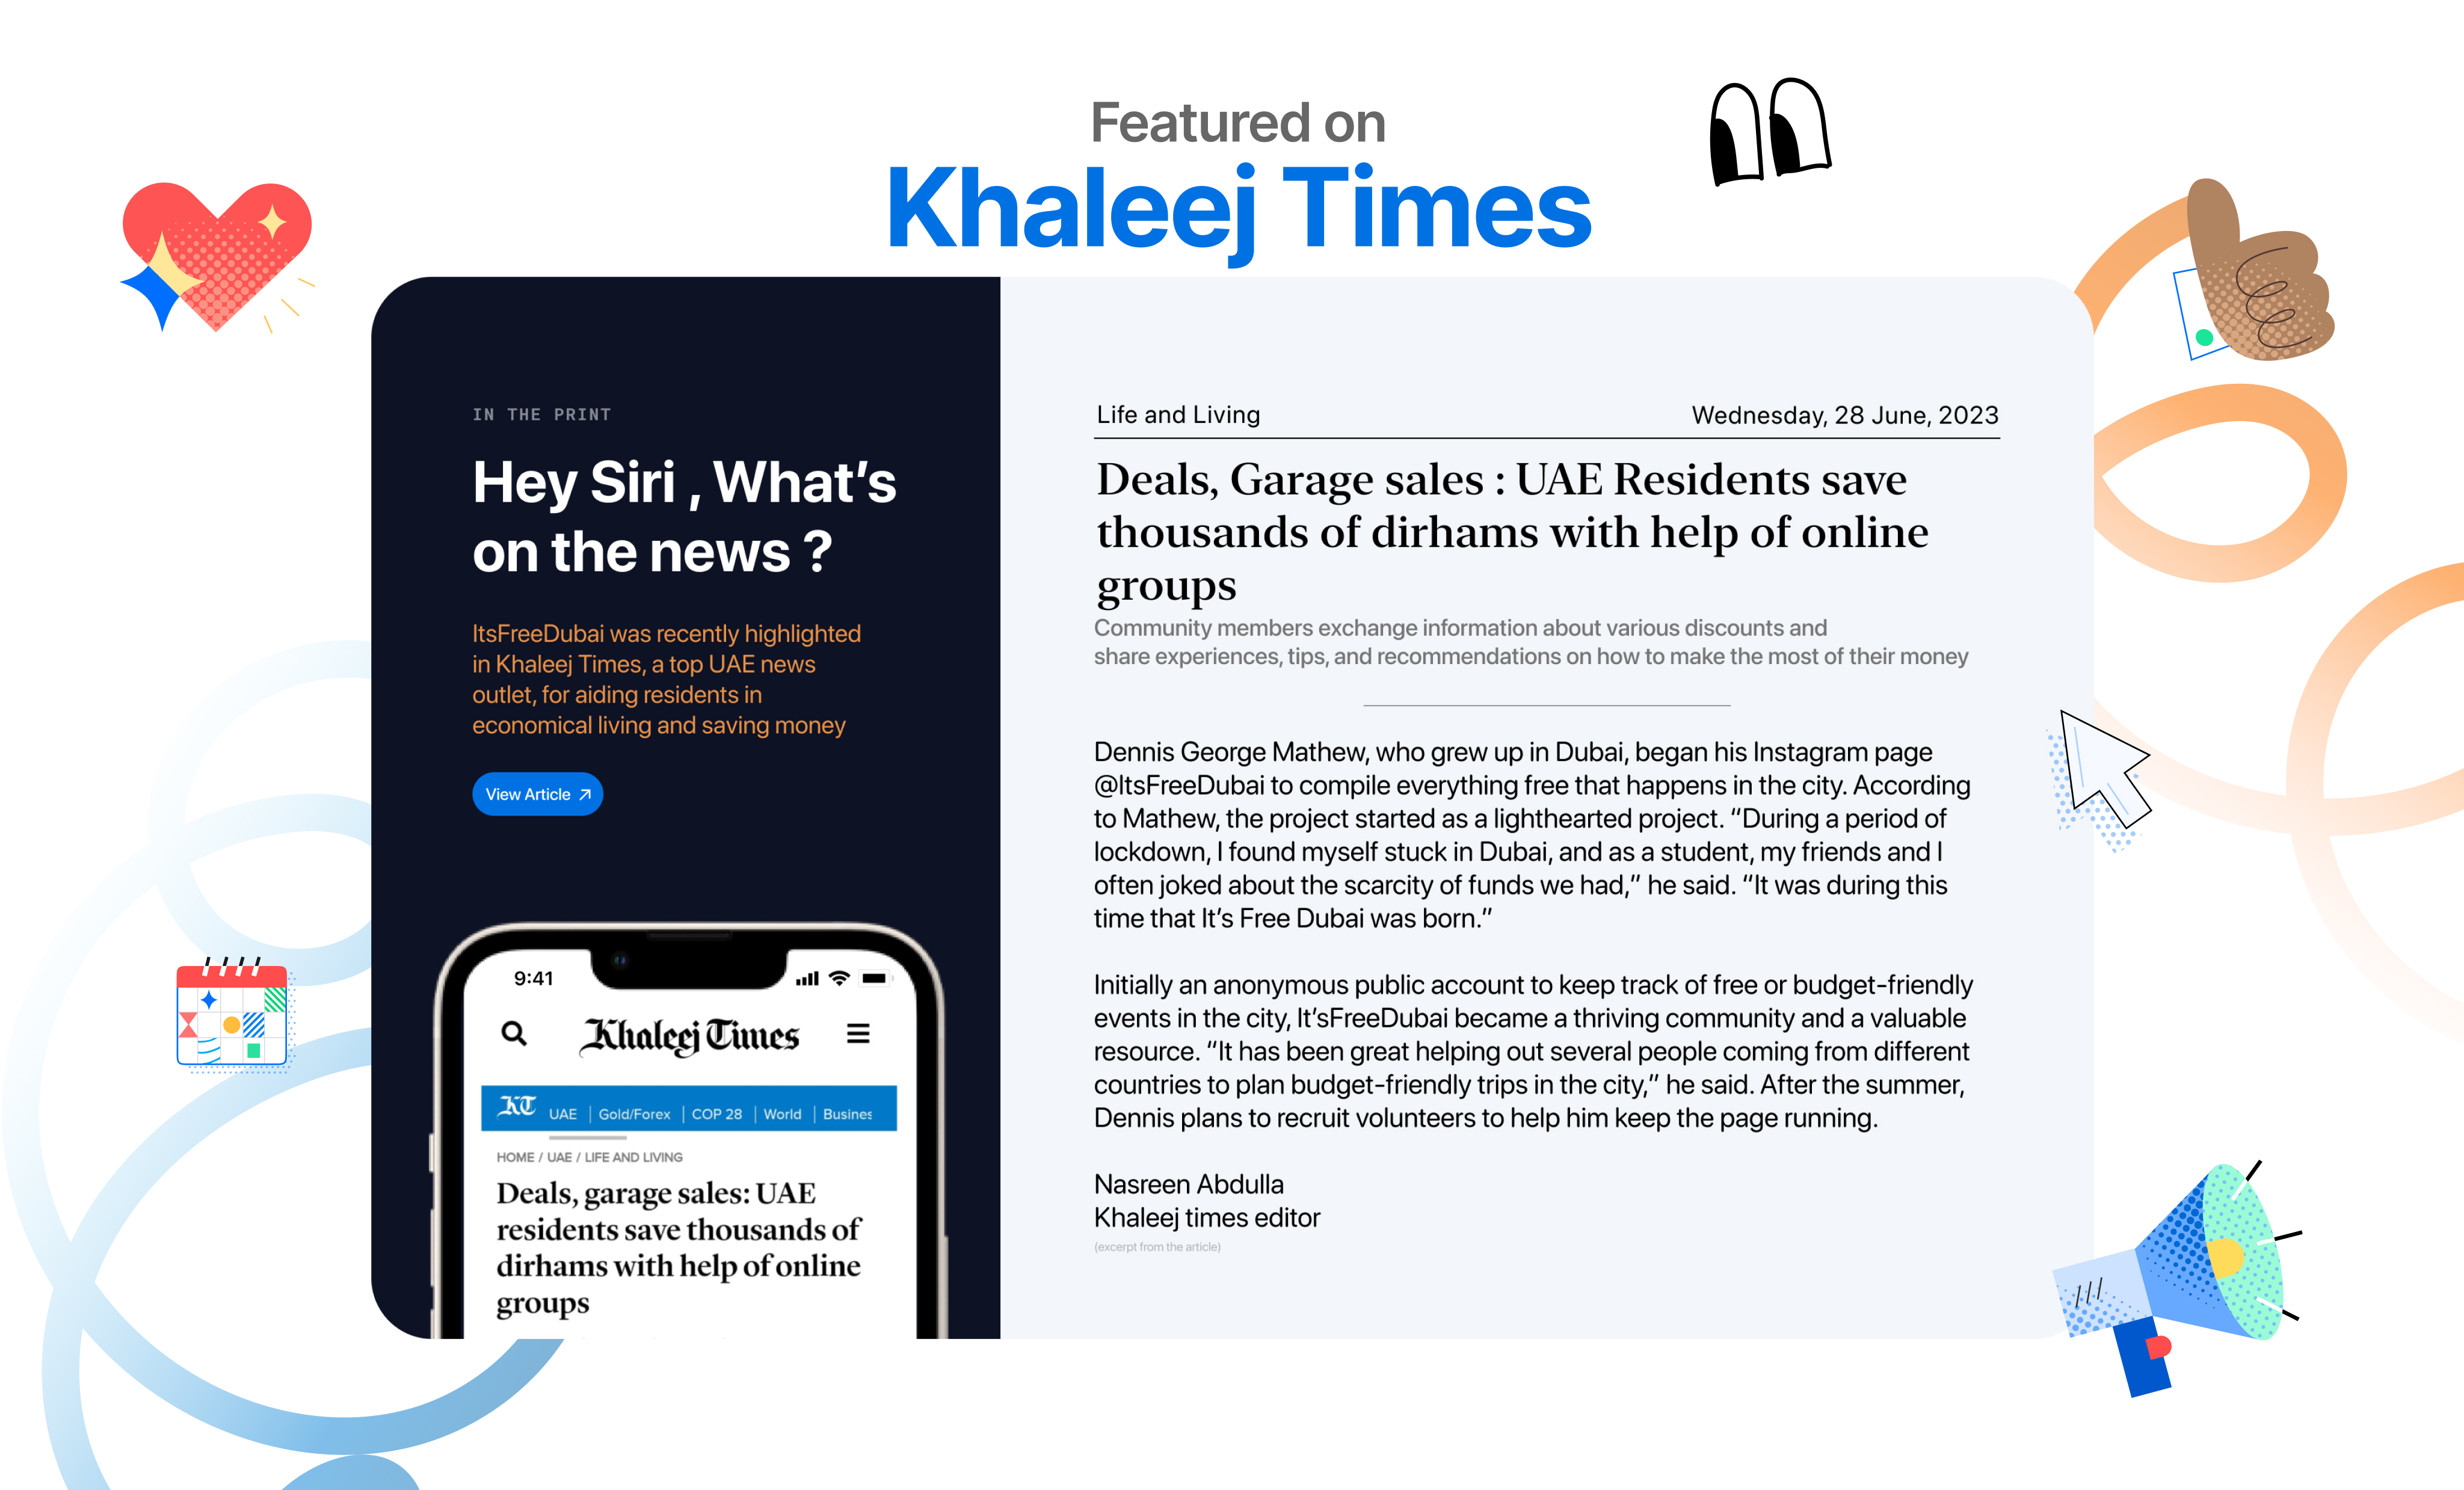 Featured on
Khaleej Times
IN THE PRINT
Hey Siri , What’s
on the news ?
ItsFreeDubai was recently highlighted
in Khaleej Times, a top UAE news
outlet, for aiding residents in
economical living and saving money
View Article
9:41
Khaleej Times
KT UAE | Gold/Forex | COP 28 | World | Busines
HOME / UAE / LIFE AND LIVING
Deals, garage sales: UAE
residents save thousands of
dirhams with help of online
groups
Life and Living
Wednesday, 28 June, 2023
Deals, Garage sales : UAE Residents save
thousands of dirhams with help of online
groups
Community members exchange information about various discounts and
share experiences, tips, and recommendations on how to make the most of their money
Dennis George Mathew, who grew up in Dubai, began his Instagram page
@ItsFreeDubai to compile everything free that happens in the city. According
to Mathew, the project started as a lighthearted project. “During a period of
lockdown, I found myself stuck in Dubai, and as a student, my friends and I
often joked about the scarcity of funds we had,” he said. “It was during this
time that It’s Free Dubai was born.”
Initially an anonymous public account to keep track of free or budget-friendly
events in the city, It’sFreeDubai became a thriving community and a valuable
resource. “It has been great helping out several people coming from different
countries to plan budget-friendly trips in the city,” he said. After the summer,
Dennis plans to recruit volunteers to help him keep the page running.
Nasreen Abdulla
Khaleej times editor
(excerpt from the article)